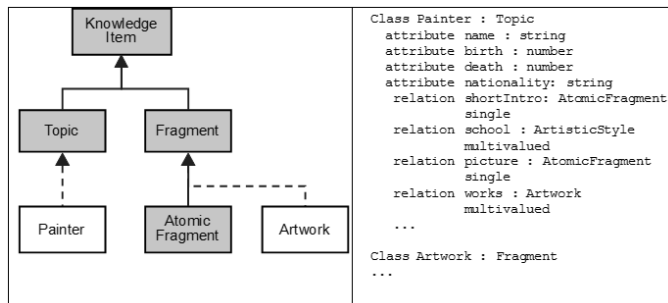 Knowledge
Item
Topic
Fragment
Painter
Atomic
Fragment
Artwork
Class Painter : Topic
attribute name : string
attribute birth : number
attribute death : number
attribute nationality: string
relation shortIntro: AtomicFragment
single
relation school : ArtisticStyle
multivalued
relation picture : AtomicFragment
single
relation works : Artwork
multivalued
...
Class Artwork : Fragment
...